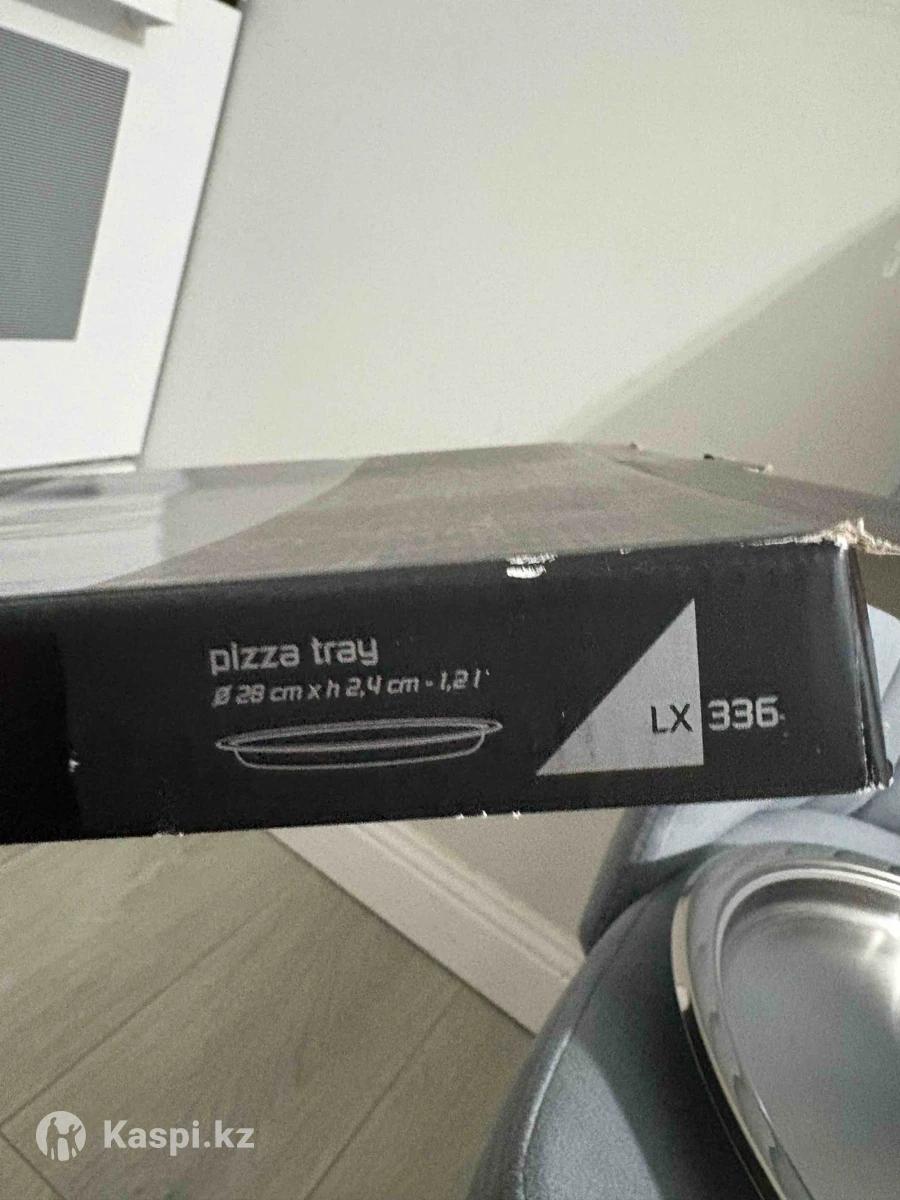 pizza tray
Ø 28 cm x h 2,4 cm - 1,2 l
LX 336
Kaspi.kz